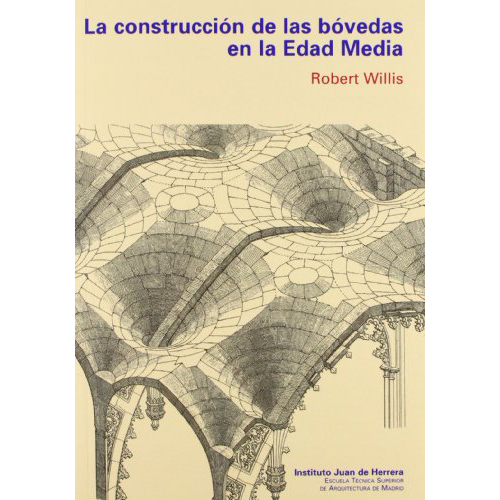 La construcción de las bóvedas
en la Edad Media
Robert Willis
Instituto Juan de Herrera
ESCUELA TÉCNICA SUPERIOR
DE ARQUITECTURA DE MADRID